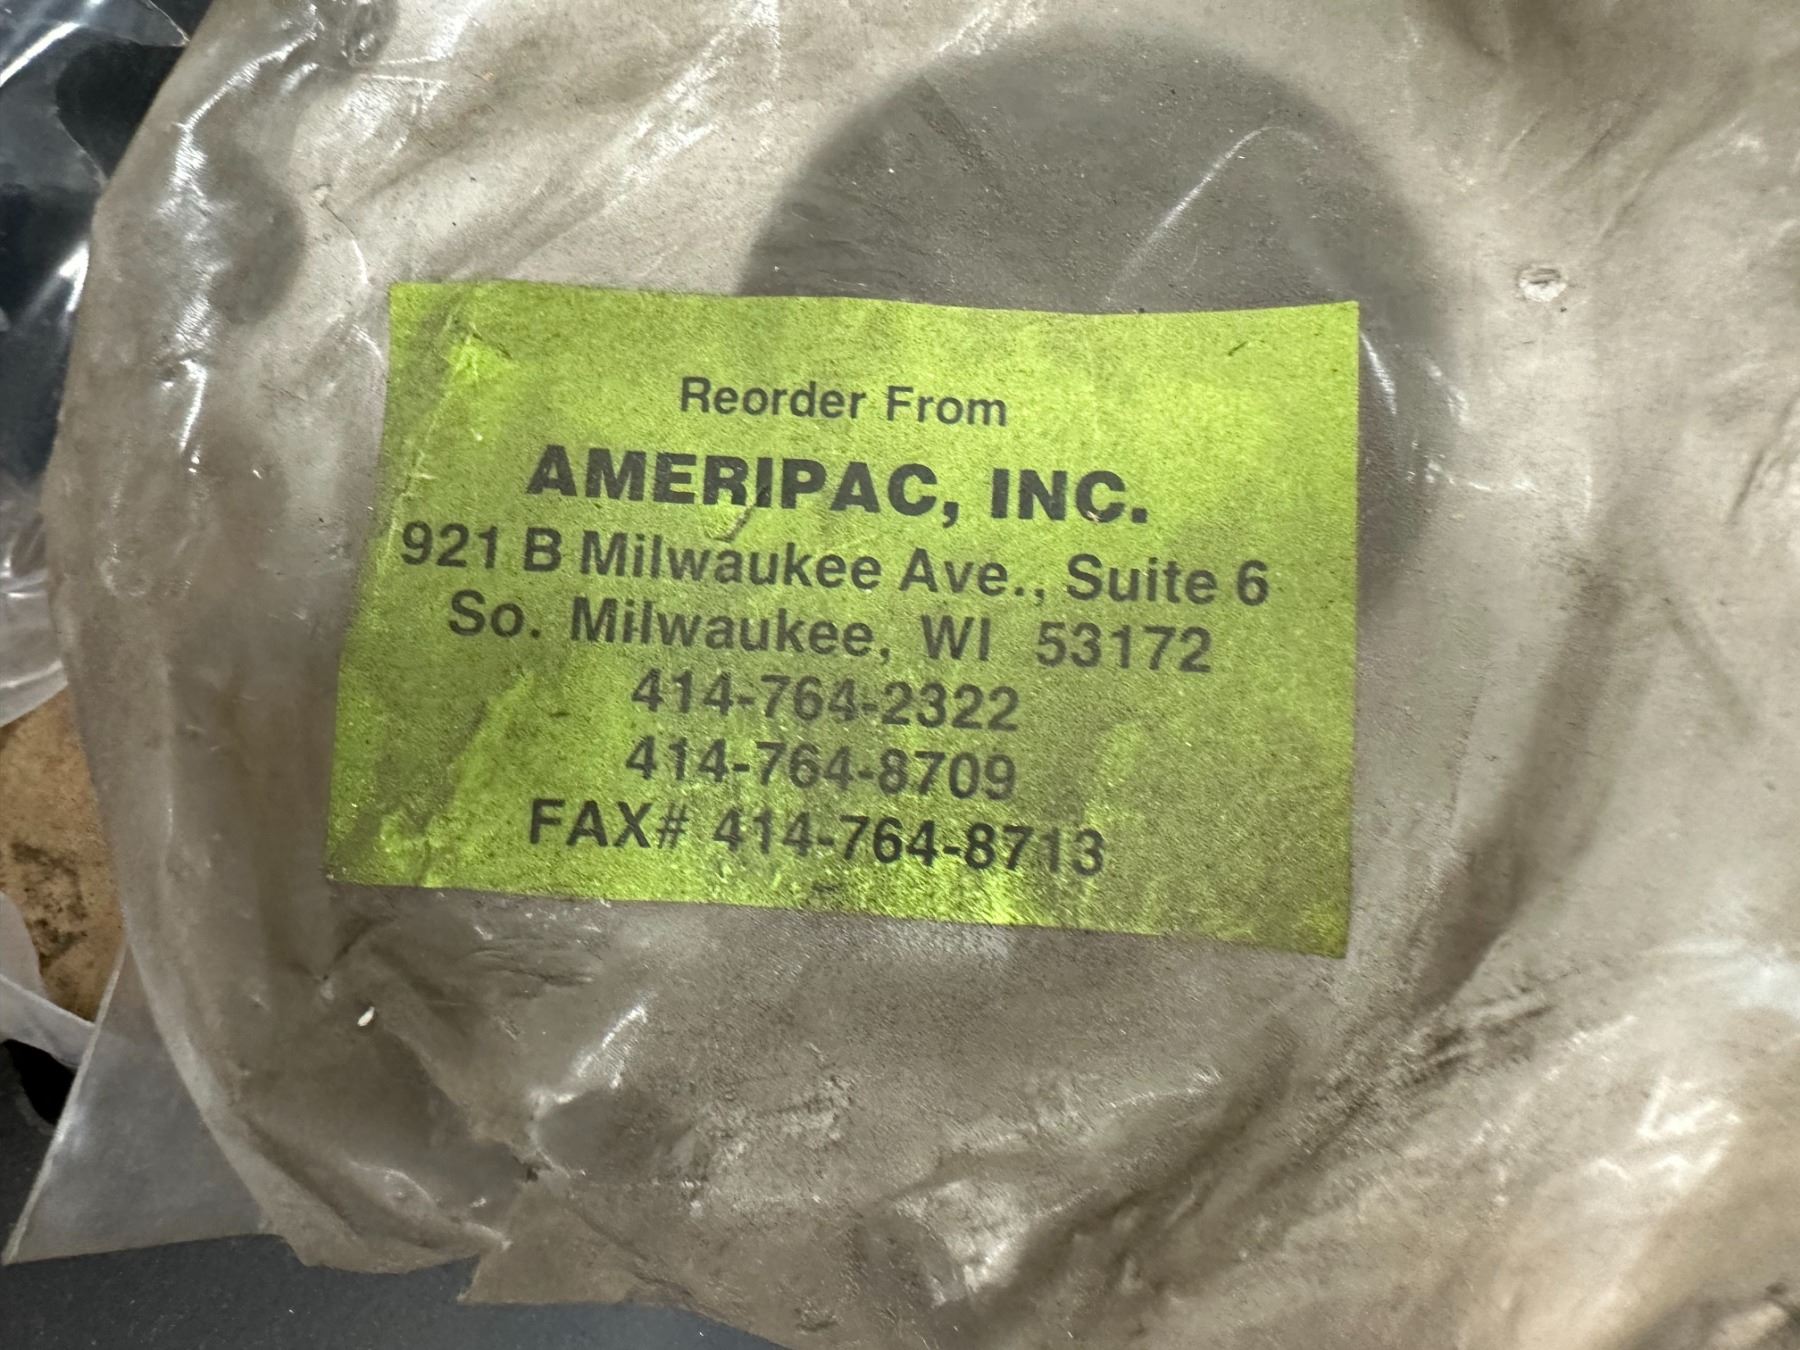 Reorder From
AMERIPAC, INC.
921 B Milwaukee Ave., Suite 6
So. Milwaukee, WI 53172
414-764-2322
414-764-8709
FAX# 414-764-8713